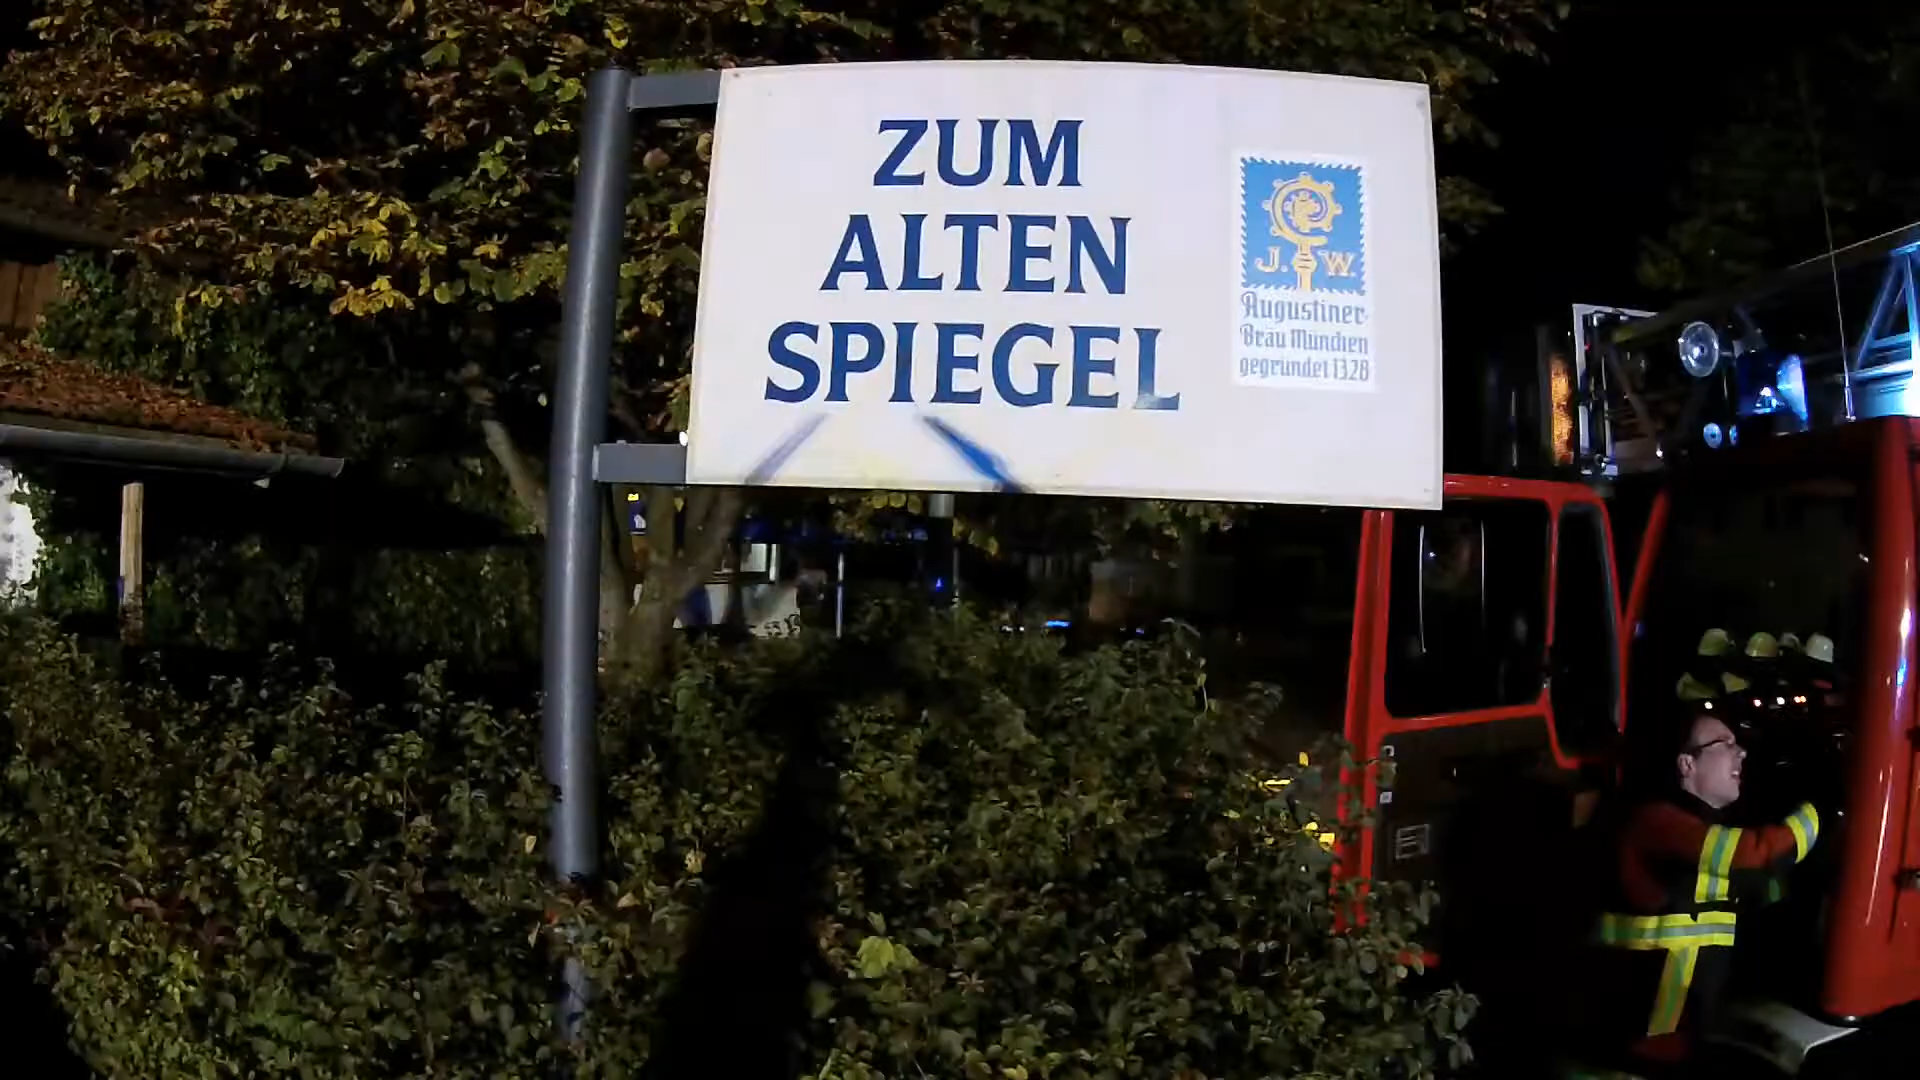 ZUM
ALTEN
SPIEGEL
J. W.
Augustiner-
Bräu München
gegründet 1328